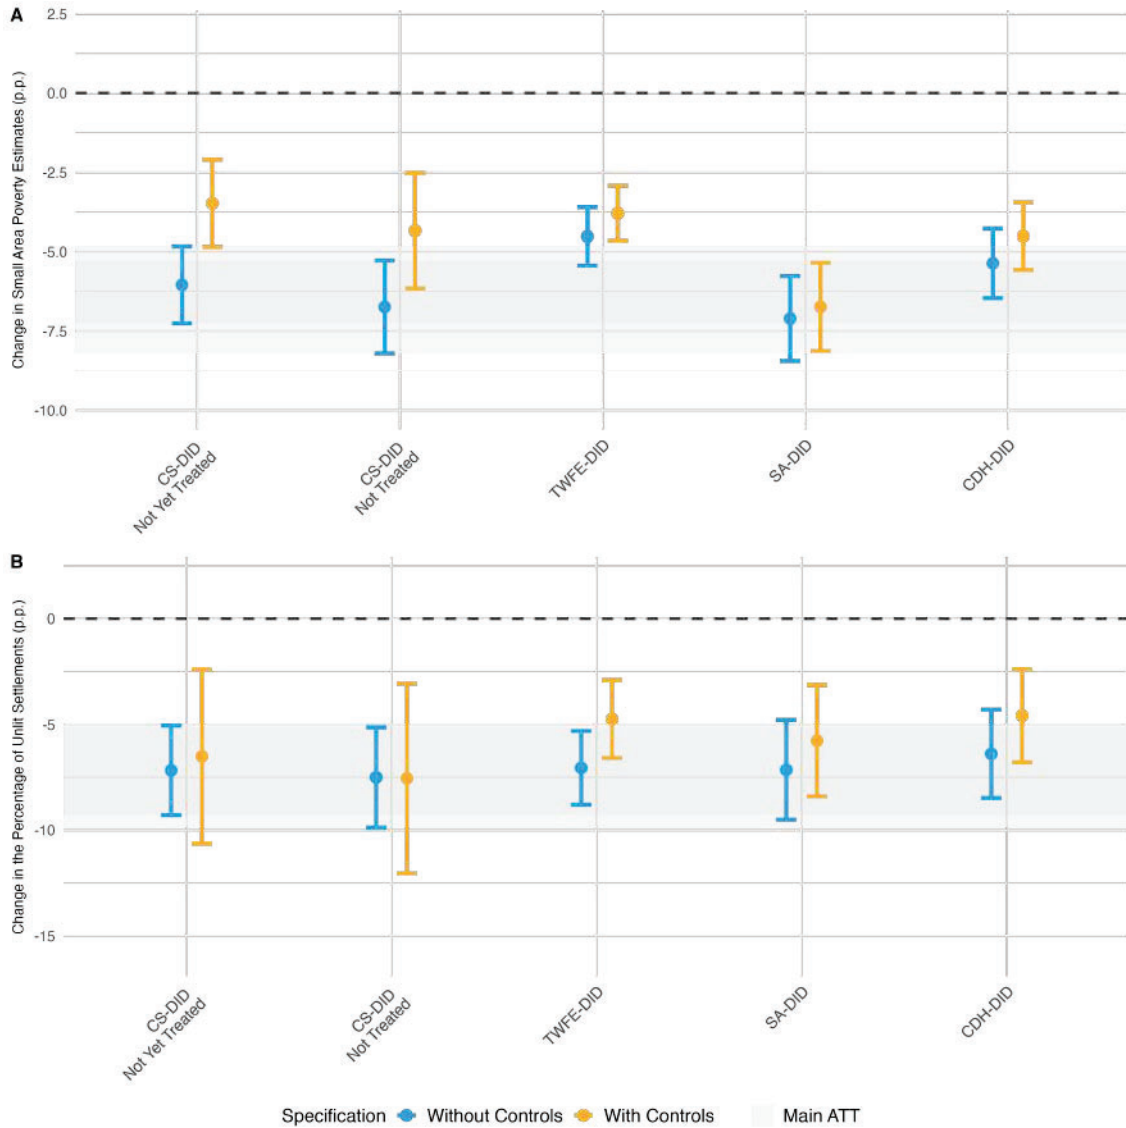 A
Change in Small Area Poverty Estimates (p.p.)
2.5
0.0
-2.5
-5.0
-7.5
-10.0
CS-DID
Not Yet Treated
CS-DID
Not Treated
TWFE-DID
SA-DID
CDH-DID
B
Change in the Percentage of Unlit Settlements (p.p.)
0
-5
-10
-15
CS-DID
Not Yet Treated
CS-DID
Not Treated
TWFE-DID
SA-DID
CDH-DID
Specification Without Controls With Controls Main ATT